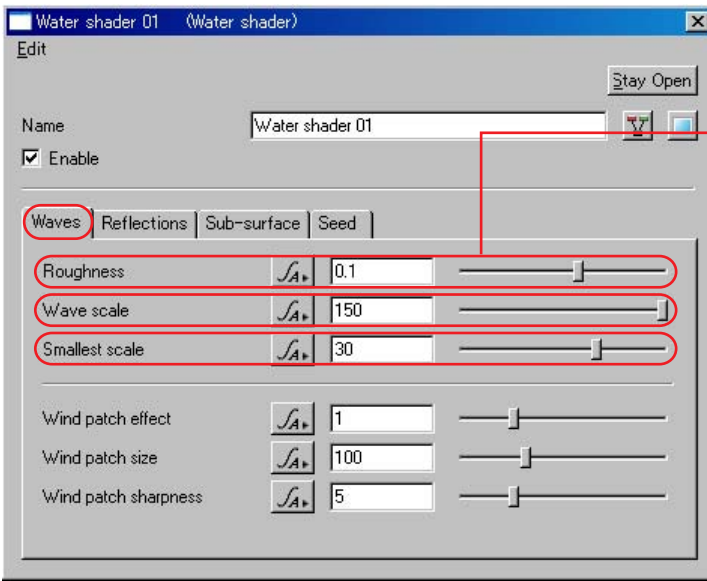 Water shader 01 (Water shader)
Edit
Stay Open
Name Water shader 01
Enable
Waves Reflections Sub-surface Seed
Roughness 0.1
Wave scale 150
Smallest scale 30
Wind patch effect 1
Wind patch size 100
Wind patch sharpness 5